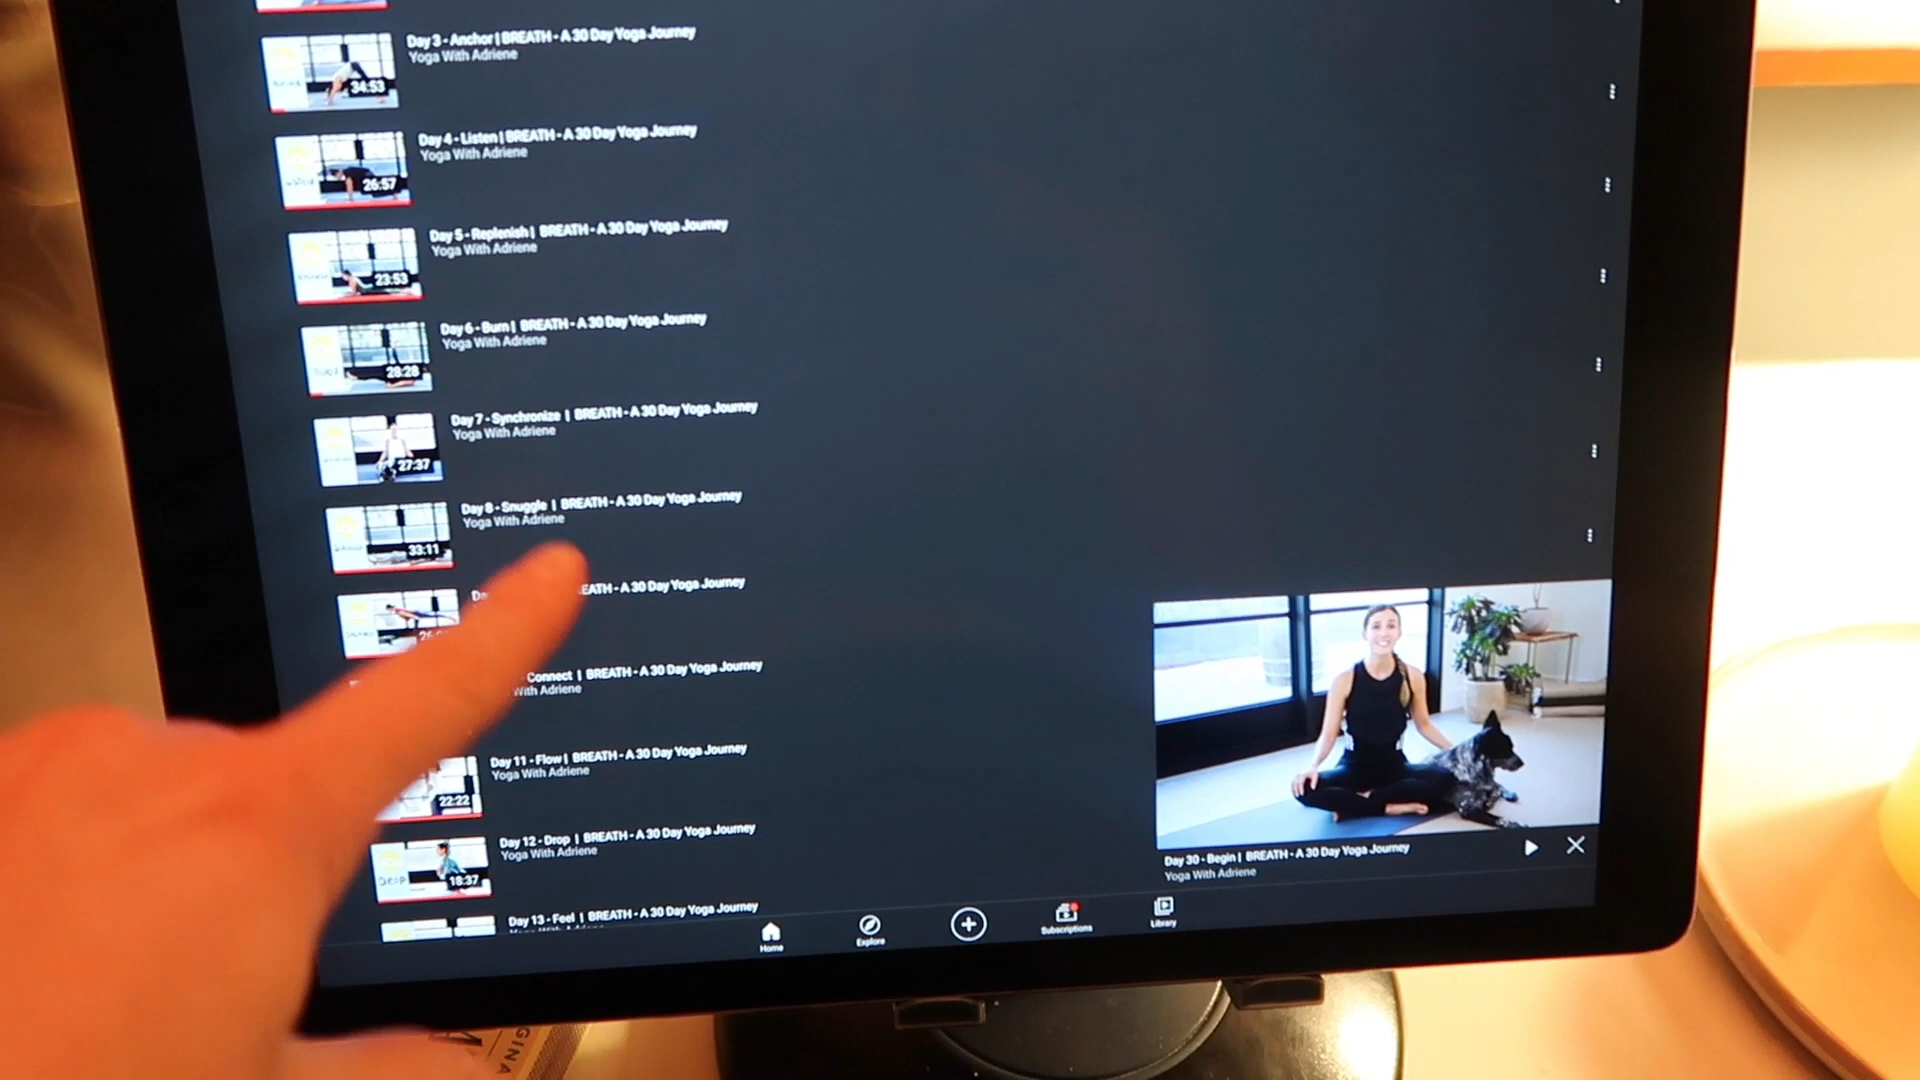 Day 3 - Anchor | BREATH - A 30 Day Yoga Journey
Yoga With Adriene
34:53
Day 4 - Listen | BREATH - A 30 Day Yoga Journey
Yoga With Adriene
26:57
Day 5 - Replenish | BREATH - A 30 Day Yoga Journey
Yoga With Adriene
23:53
Day 6 - Burn | BREATH - A 30 Day Yoga Journey
Yoga With Adriene
28:28
Day 7 - Synchronize | BREATH - A 30 Day Yoga Journey
Yoga With Adriene
27:37
Day 8 - Snuggle | BREATH - A 30 Day Yoga Journey
Yoga With Adriene
33:11
EATH - A 30 Day Yoga Journey
- Connect | BREATH - A 30 Day Yoga Journey
With Adriene
Day 11 - Flow | BREATH - A 30 Day Yoga Journey
Yoga With Adriene
22:22
Day 12 - Drop | BREATH - A 30 Day Yoga Journey
Yoga With Adriene
DROP
18:37
Day 13 - Feel | BREATH - A 30 Day Yoga Journey
Day 30 - Begin | BREATH - A 30 Day Yoga Journey
Yoga With Adriene
Home
Explore
Subscriptions
Library
GINA